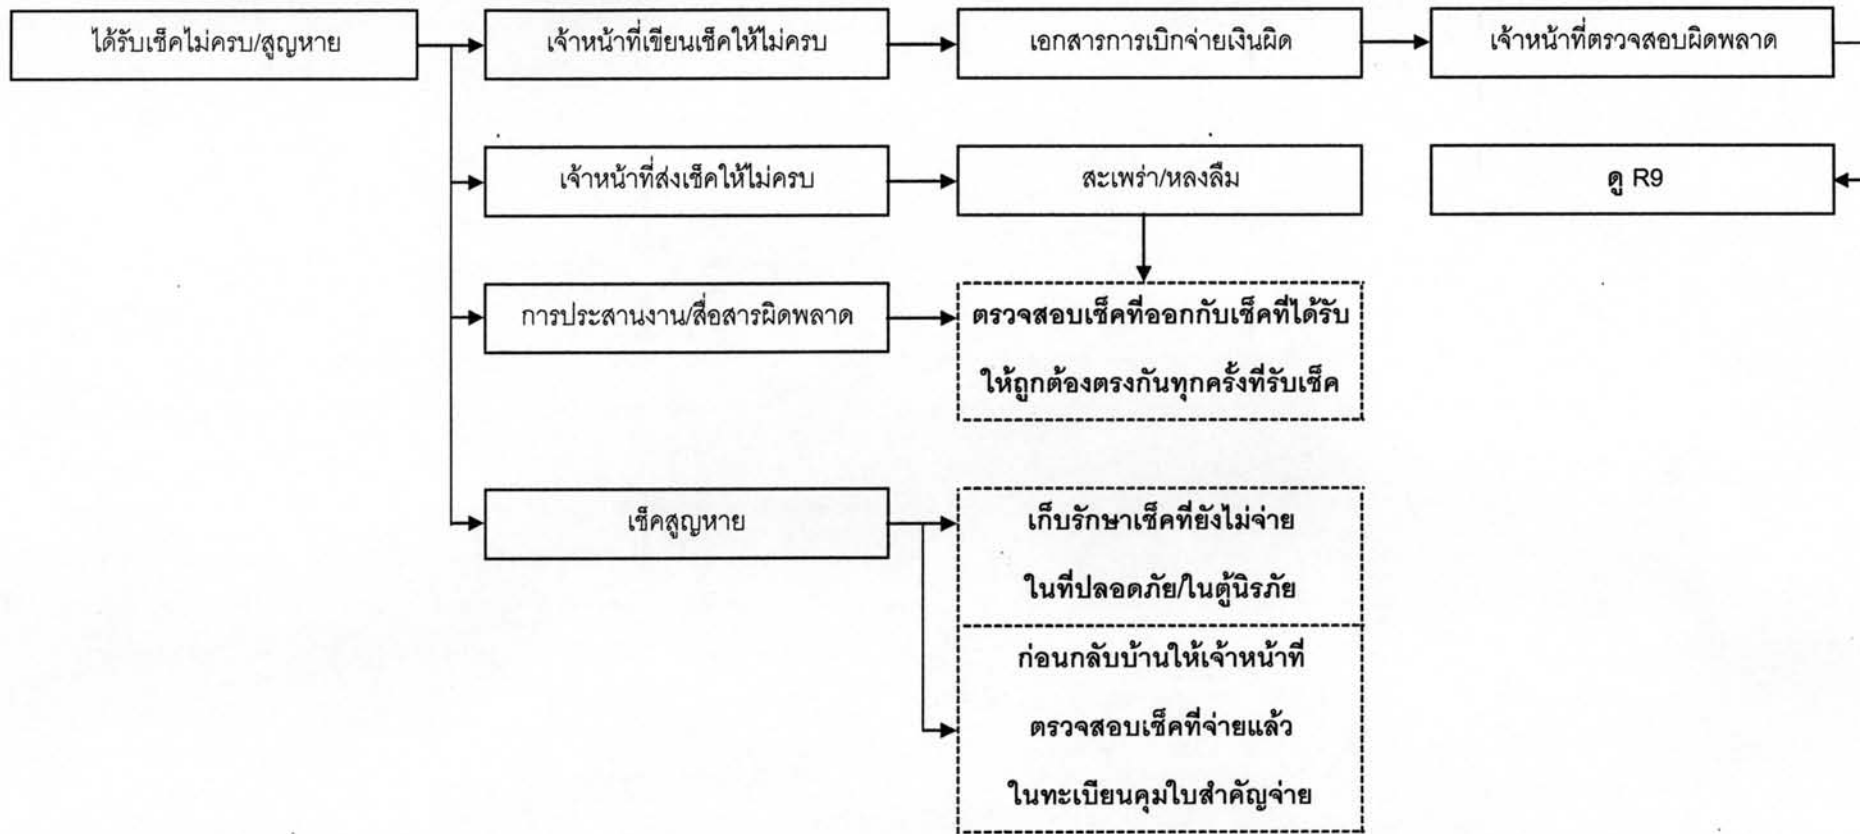 ได้รับเช็คไม่ครบ/สูญหาย
เจ้าหน้าที่เขียนเช็คให้ไม่ครบ
เอกสารการเบิกจ่ายเงินผิด
เจ้าหน้าที่ตรวจสอบผิดพลาด
เจ้าหน้าที่ส่งเช็คให้ไม่ครบ
สะเพร่า/หลงลืม
ดู R9
การประสานงาน/สื่อสารผิดพลาด
ตรวจสอบเช็คที่ออกกับเช็คที่ได้รับ
ให้ถูกต้องตรงกันทุกครั้งที่รับเช็ค
เช็คสูญหาย
เก็บรักษาเช็คที่ยังไม่จ่าย
ในที่ปลอดภัย/ในตู้นิรภัย
ก่อนกลับบ้านให้เจ้าหน้าที่
ตรวจสอบเช็คที่จ่ายแล้ว
ในทะเบียนคุมใบสำคัญจ่าย